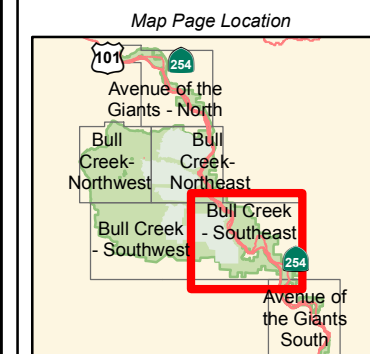 Map Page Location
101
254
Avenue of the
Giants - North
Bull
Creek-
Northwest
Bull
Creek-
Northeast
Bull Creek
- Southwest
Bull Creek
- Southeast
254
Avenue of
the Giants
South